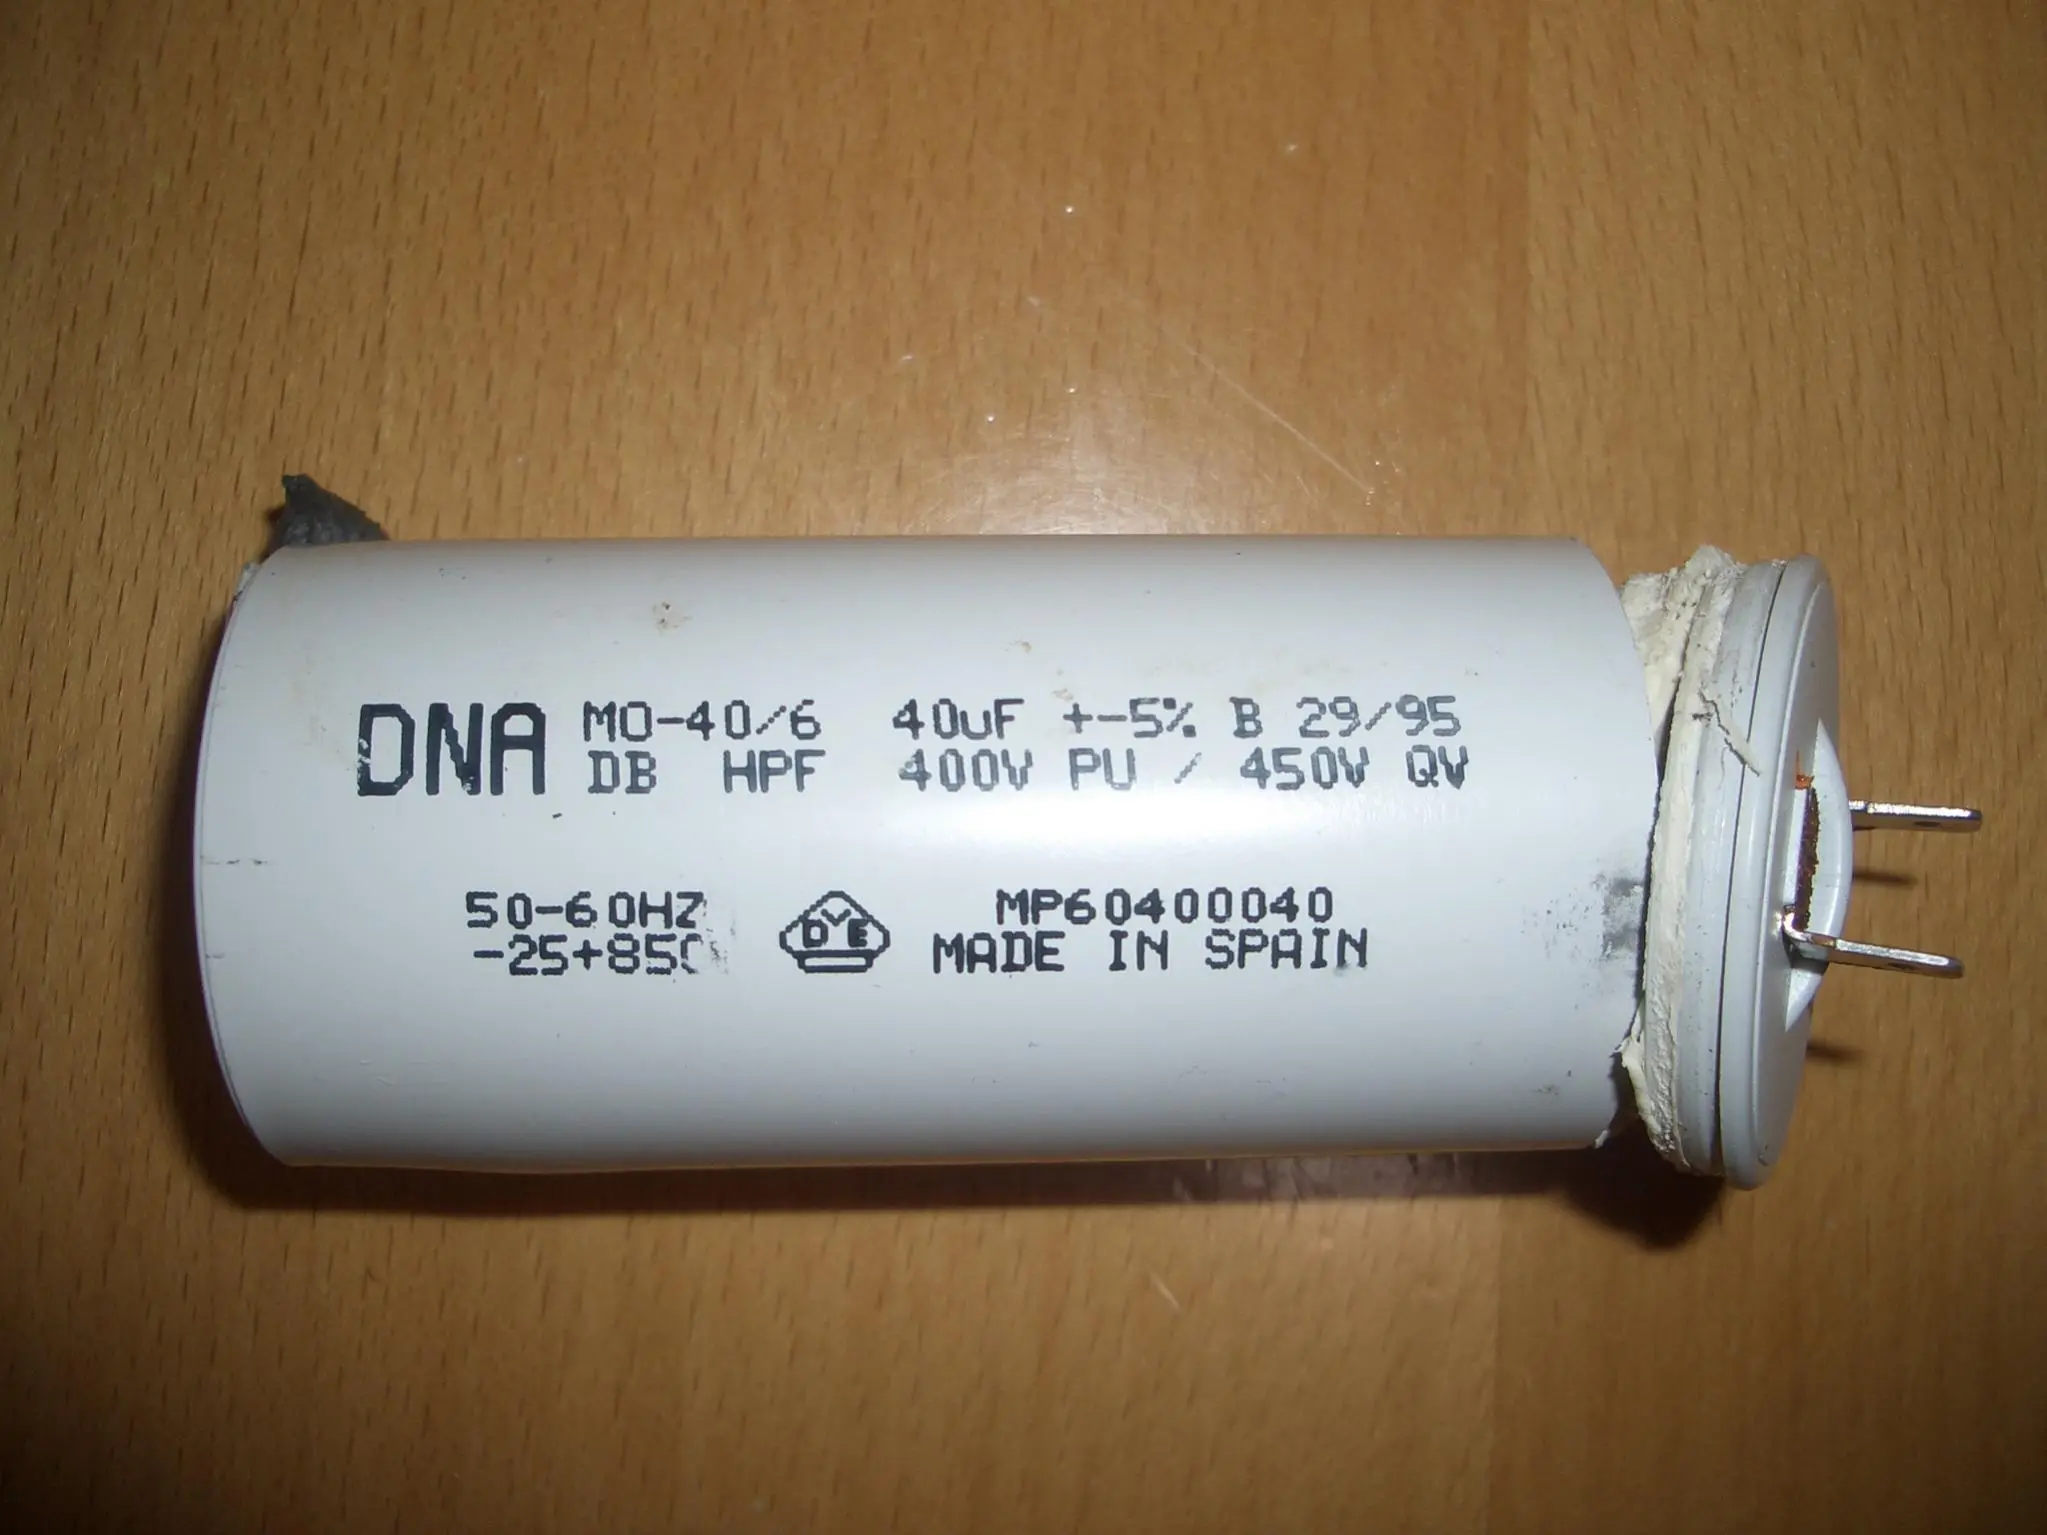 DNA
MO-40/6 40uF +-5% B 29/95
DB HPF 400V PU / 450V QV
50-60HZ
-25+85C
DVE
MP60400040
MADE IN SPAIN